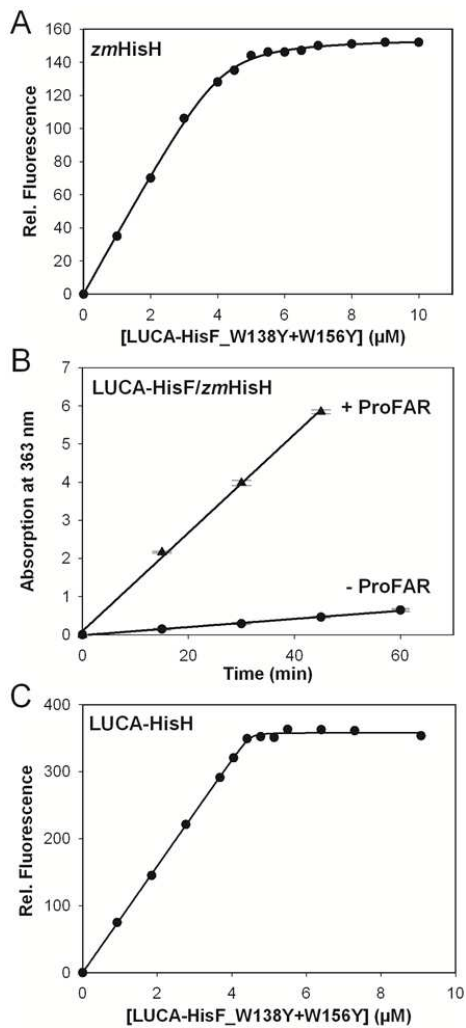 A
zmHisH
160
140
120
100
80
60
40
20
0
Rel. Fluorescence
0 2 4 6 8 10
[LUCA-HisF_W138Y+W156Y] (µM)
B
LUCA-HisF/zmHisH
7
6
5
4
3
2
1
0
Absorption at 363 nm
+ ProFAR
- ProFAR
0 20 40 60
Time (min)
C
LUCA-HisH
400
300
200
100
0
Rel. Fluorescence
0 2 4 6 8 10
[LUCA-HisF_W138Y+W156Y] (µM)